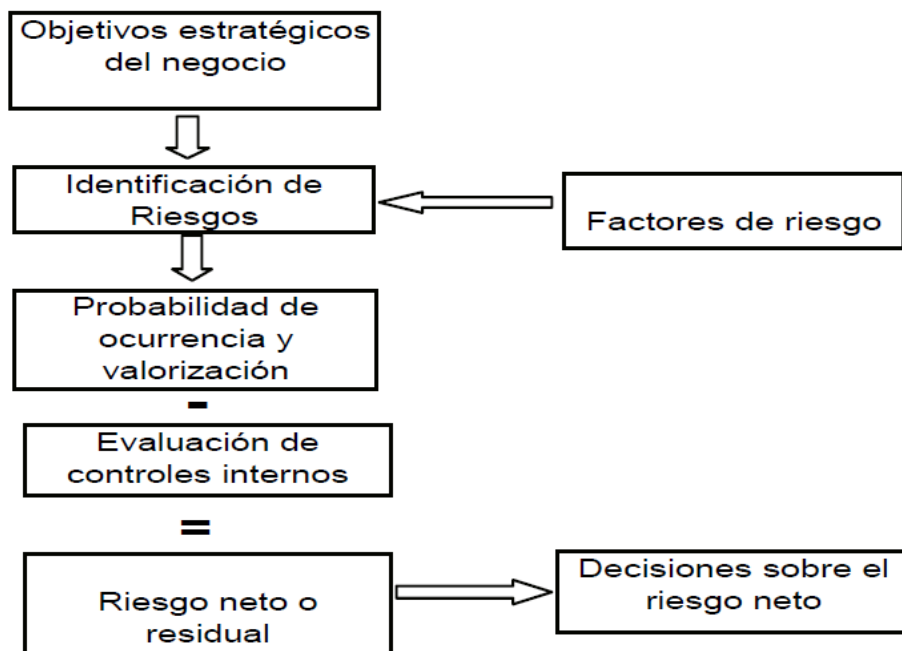 Objetivos estratégicos
del negocio
Identificación de
Riesgos
Factores de riesgo
Probabilidad de
ocurrencia y
valorización
-
Evaluación de
controles internos
=
Riesgo neto o
residual
Decisiones sobre el
riesgo neto